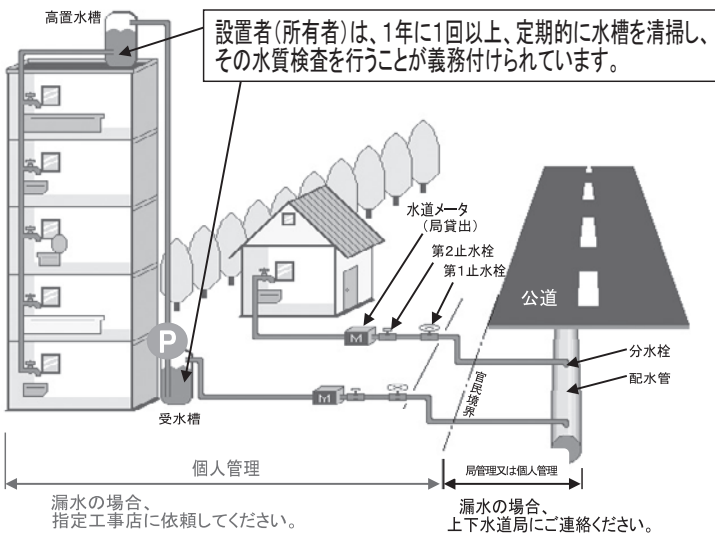 高置水槽
設置者(所有者)は、1年に1回以上、定期的に水槽を清掃し、
その水質検査を行うことが義務付けられています。
水道メータ
(局貸出)
第2止水栓
第1止水栓
公道
P
M
分水栓
配水管
官民境界
M
受水槽
個人管理
局管理又は個人管理
漏水の場合、
指定工事店に依頼してください。
漏水の場合、
上下水道局にご連絡ください。